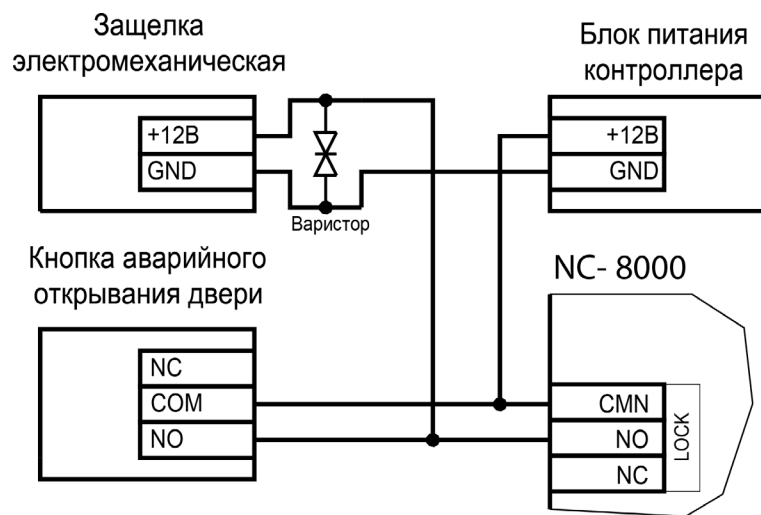 Защелка
электромеханическая
+12В
GND
Варистор
Блок питания
контроллера
+12В
GND
Кнопка аварийного
открывания двери
NC
COM
NO
NC- 8000
CMN
NO
NC
LOCK